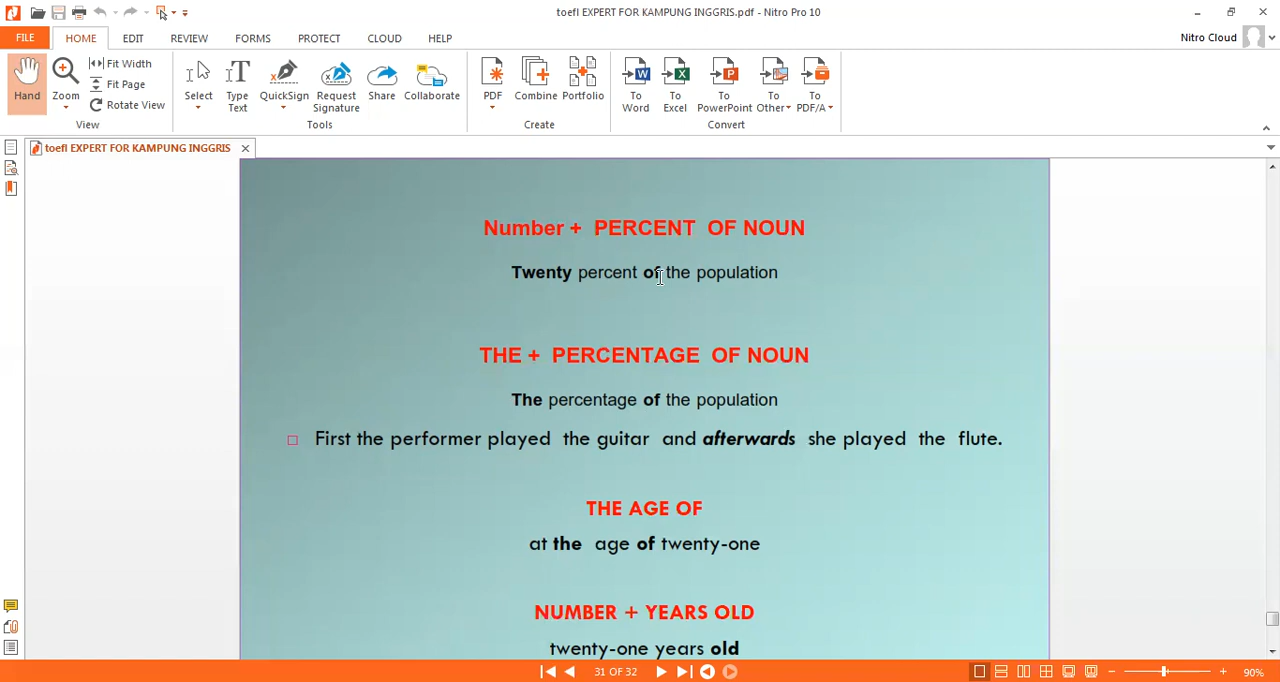 toefl EXPERT FOR KAMPUNG INGGRIS.pdf - Nitro Pro 10
FILE HOME EDIT REVIEW FORMS PROTECT CLOUD HELP Nitro Cloud
Hand
Zoom
Fit Width
Fit Page
Rotate View
View
Select
Type Text
QuickSign
Request Signature
Share
Collaborate
Tools
PDF
Combine
Portfolio
Create
To Word
To Excel
To PowerPoint
To Other
To PDF/A
Convert
toefl EXPERT FOR KAMPUNG INGGRIS
Number + PERCENT OF NOUN
Twenty percent of the population
THE + PERCENTAGE OF NOUN
The percentage of the population
First the performer played the guitar and afterwards she played the flute.
THE AGE OF
at the age of twenty-one
NUMBER + YEARS OLD
twenty-one years old
31 OF 32
90%